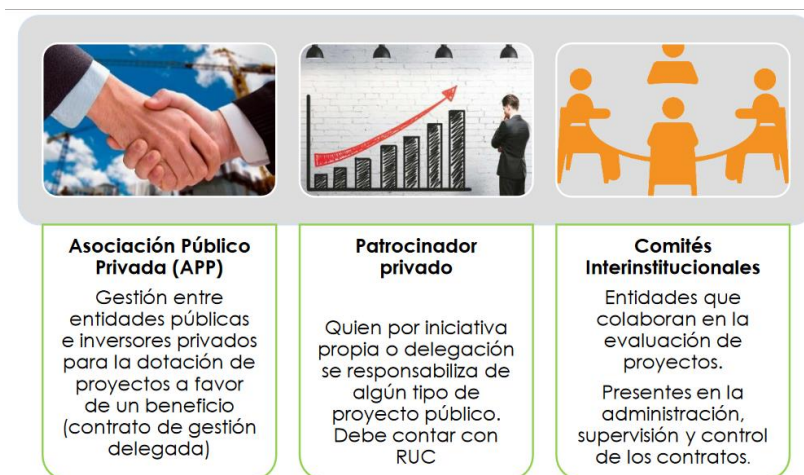 Asociación Público
Privada (APP)
Gestión entre
entidades públicas
e inversores privados
para la dotación de
proyectos a favor
de un beneficio
(contrato de gestión
delegada)
Patrocinador
privado
Quien por iniciativa
propia o delegación
se responsabiliza de
algún tipo de
proyecto público.
Debe contar con
RUC
Comités
Interinstitucionales
Entidades que
colaboran en la
evaluación de
proyectos.
Presentes en la
administración,
supervisión y control
de los contratos.